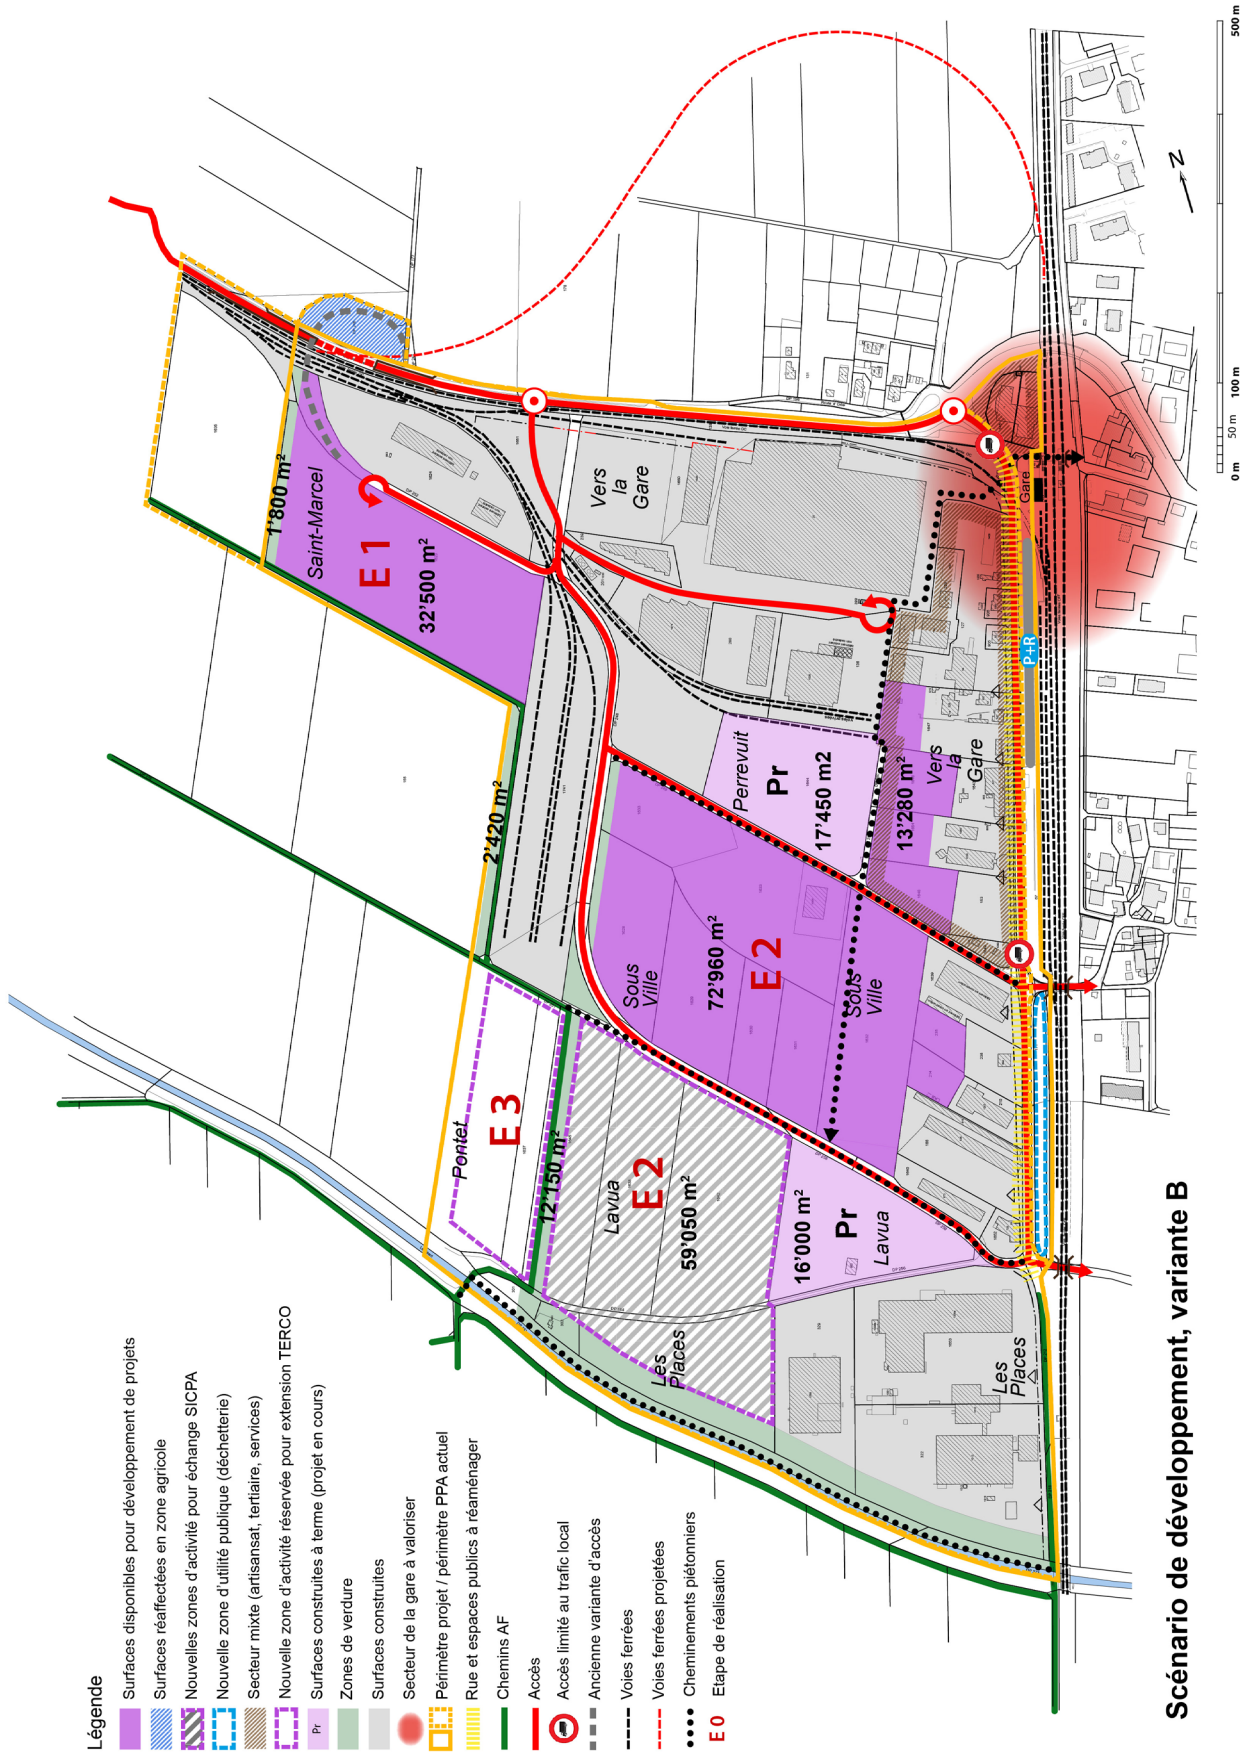 Légende
Surfaces disponibles pour développement de projets
Surfaces réaffectées en zone agricole
Nouvelles zones d'activité pour échange SICPA
Nouvelle zone d'utilité publique (déchetterie)
Secteur mixte (artisansat, tertiaire, services)
Nouvelle zone d'activité réservée pour extension TERCO
Pr
Surfaces construites à terme (projet en cours)
Zones de verdure
Surfaces construites
Secteur de la gare à valoriser
Périmètre projet / périmètre PPA actuel
Rue et espaces publics à réaménager
Chemins AF
Accès
Accès limité au trafic local
Ancienne variante d'accès
Voies ferrées
Voies ferrées projetées
Cheminements piétonniers
E 0
Etape de réalisation
Pontet
E 3
12'150 m²
Lavua
E 2
59'050 m²
Les
Places
16'000 m²
Pr
Lavua
Les
Places
2'420 m²
Sous
Ville
72'960 m²
E 2
Sous
Ville
1'800 m²
Saint-Marcel
E 1
32'500 m²
Vers
la
Gare
Perrevuit
Pr
17'450 m2
13'280 m²
Vers
la
Gare
Gare
P+R
N
0 m
50 m
100 m
500 m
Scénario de développement, variante B